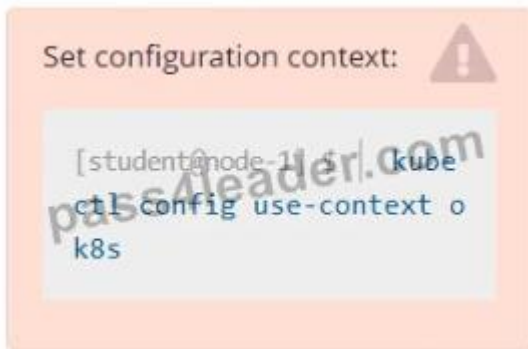 Set configuration context:
[student@node-1] $ | kube
ctl config use-context o
k8s
pass4leader.com